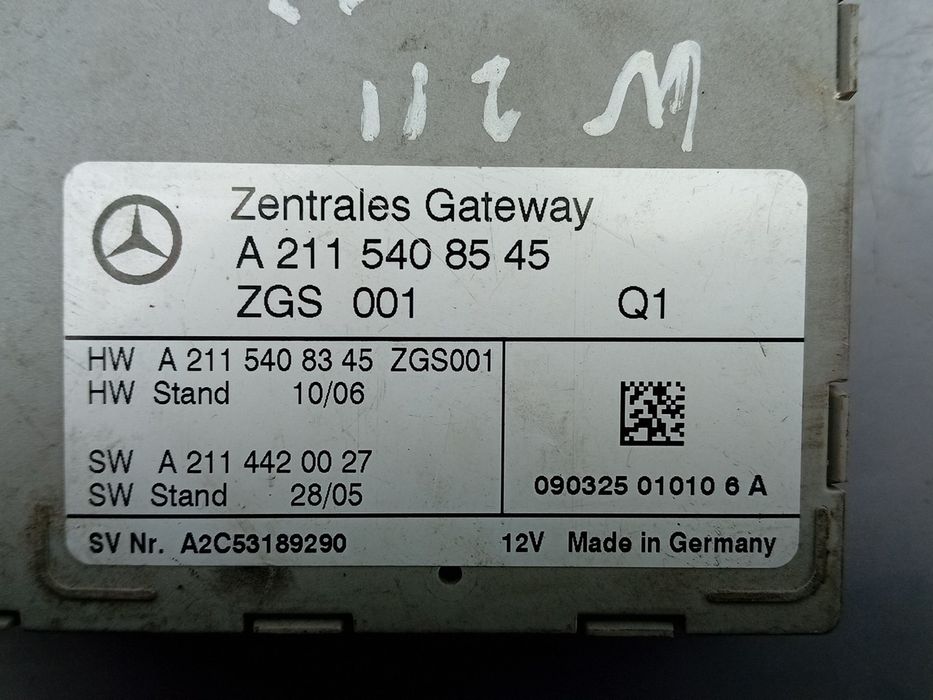 W 211
Zentrales Gateway
A 211 540 85 45
ZGS 001 Q1
HW A 211 540 83 45 ZGS001
HW Stand 10/06
SW A 211 442 00 27
SW Stand 28/05
090325 01010 6 A
SV Nr. A2C53189290 12V Made in Germany